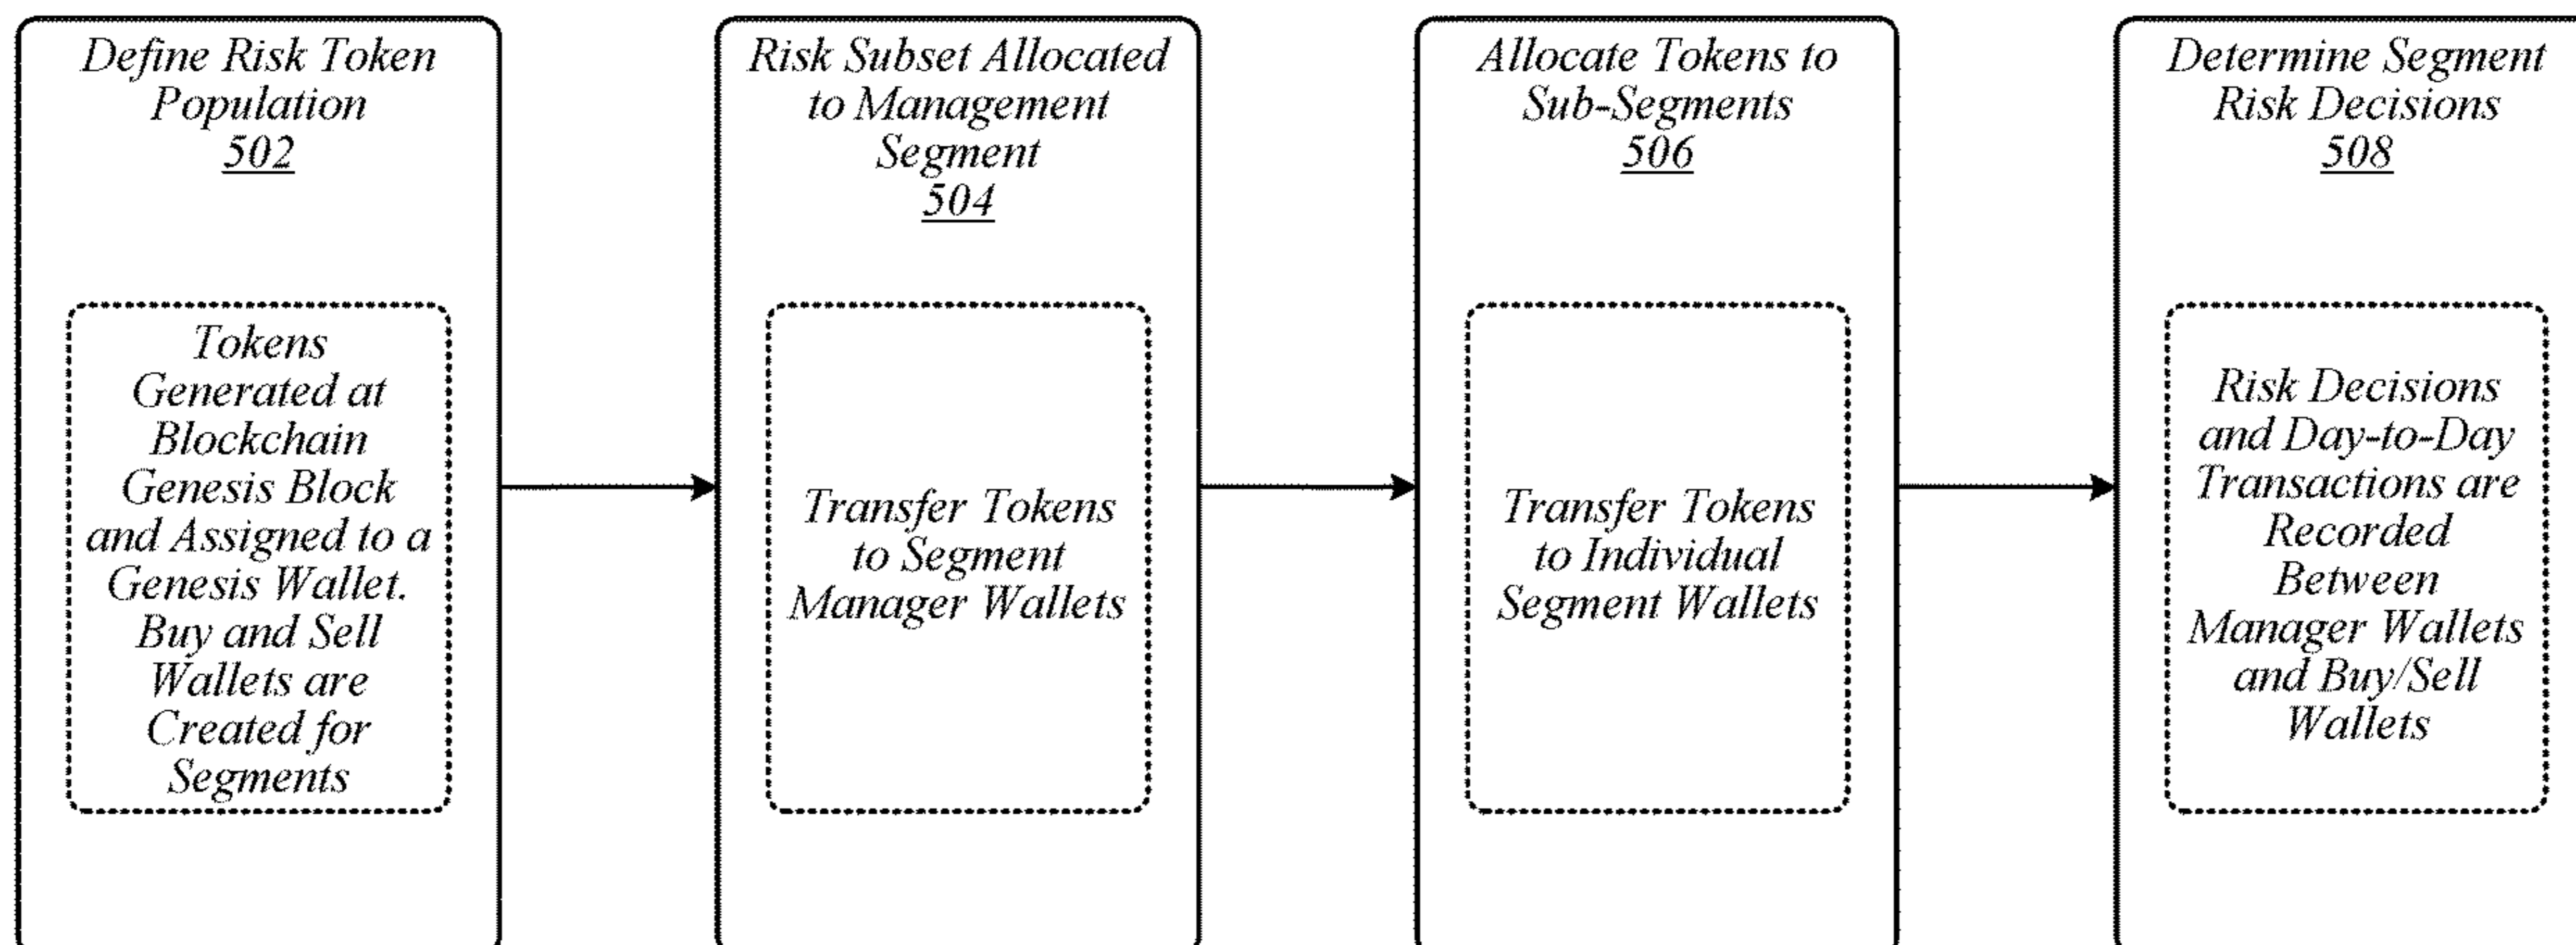 Define Risk Token
Population
502
Tokens
Generated at
Blockchain
Genesis Block
and Assigned to a
Genesis Wallet.
Buy and Sell
Wallets are
Created for
Segments
Risk Subset Allocated
to Management
Segment
504
Transfer Tokens
to Segment
Manager Wallets
Allocate Tokens to
Sub-Segments
506
Transfer Tokens
to Individual
Segment Wallets
Determine Segment
Risk Decisions
508
Risk Decisions
and Day-to-Day
Transactions are
Recorded
Between
Manager Wallets
and Buy/Sell
Wallets